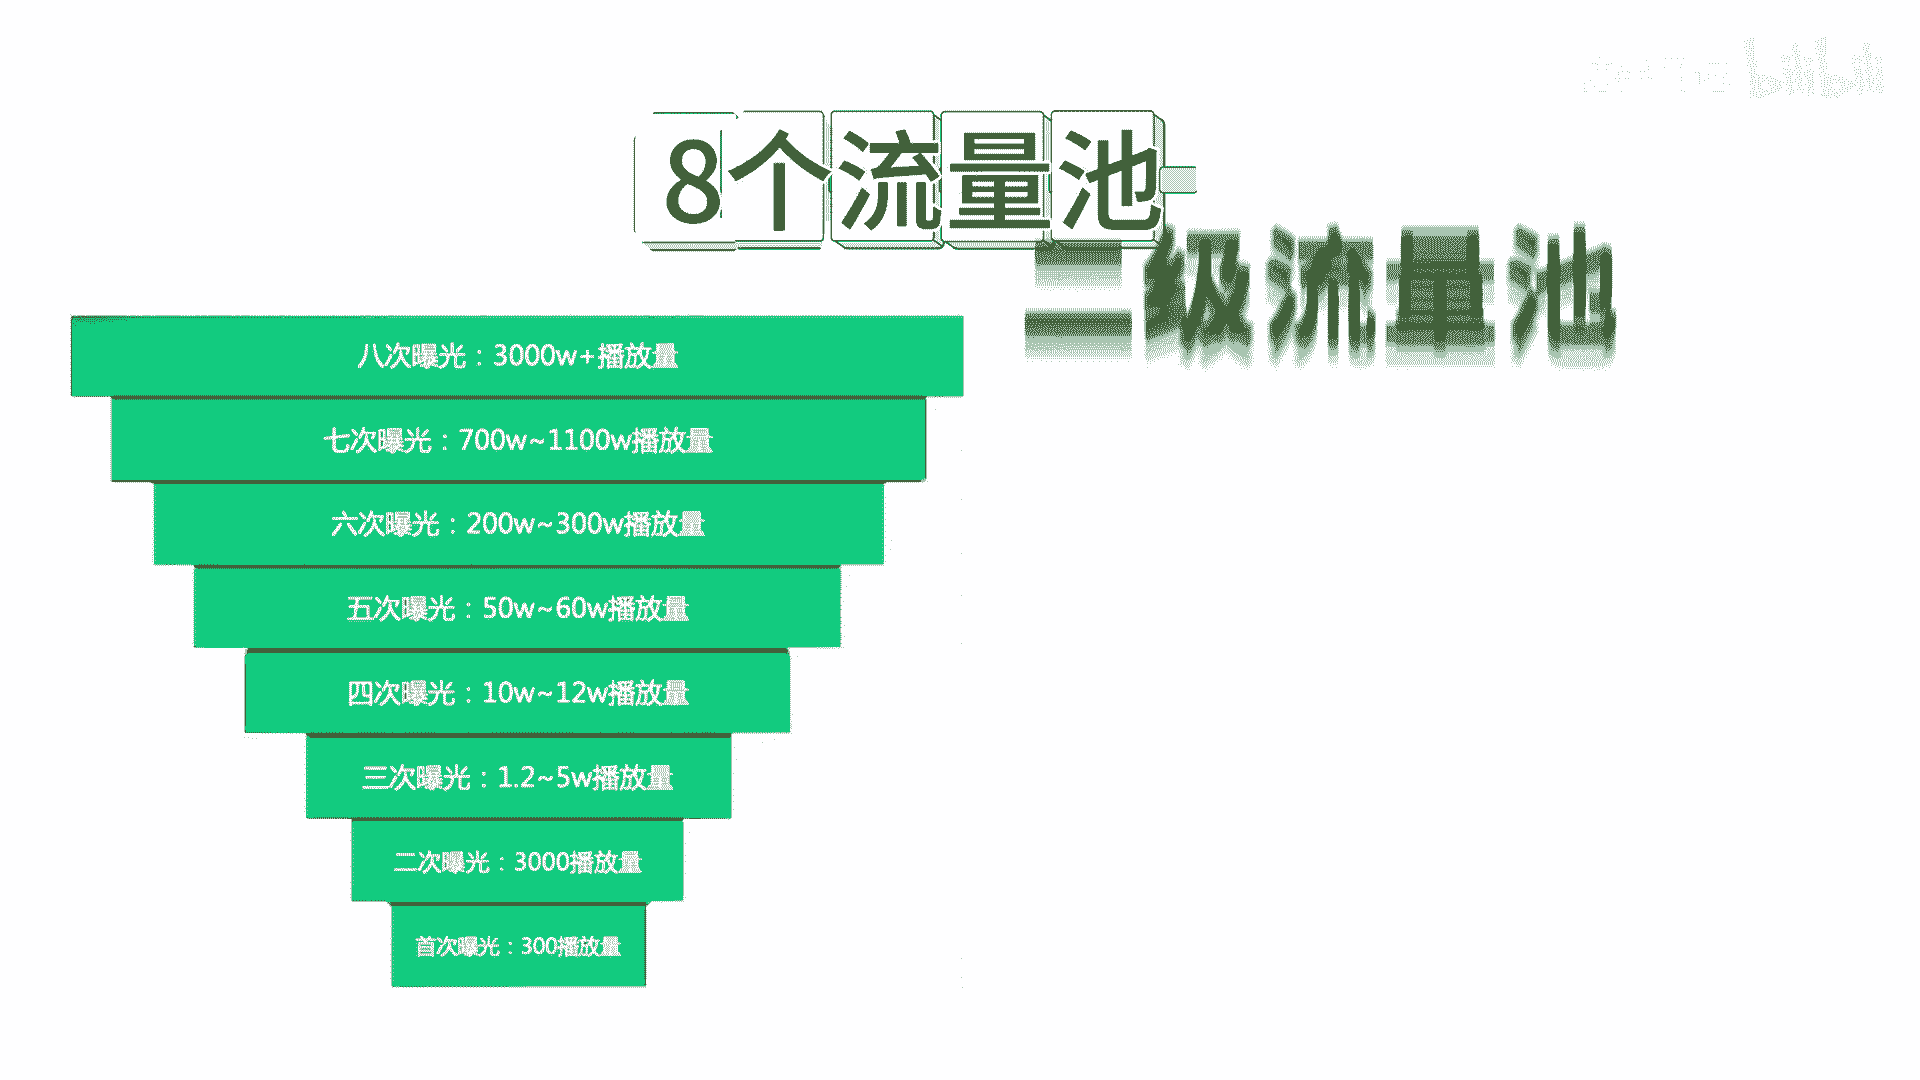 bilibili
8个流量池
二级流量池
八次曝光：3000w+播放量
七次曝光：700w~1100w播放量
六次曝光：200w~300w播放量
五次曝光：50w~60w播放量
四次曝光：10w~12w播放量
三次曝光：1.2~5w播放量
二次曝光：3000播放量
首次曝光：300播放量